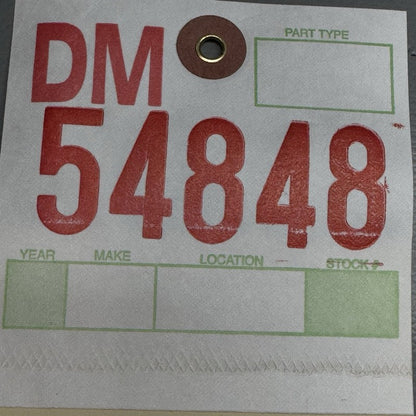 DM
PART TYPE
54848
YEAR MAKE LOCATION STOCK #